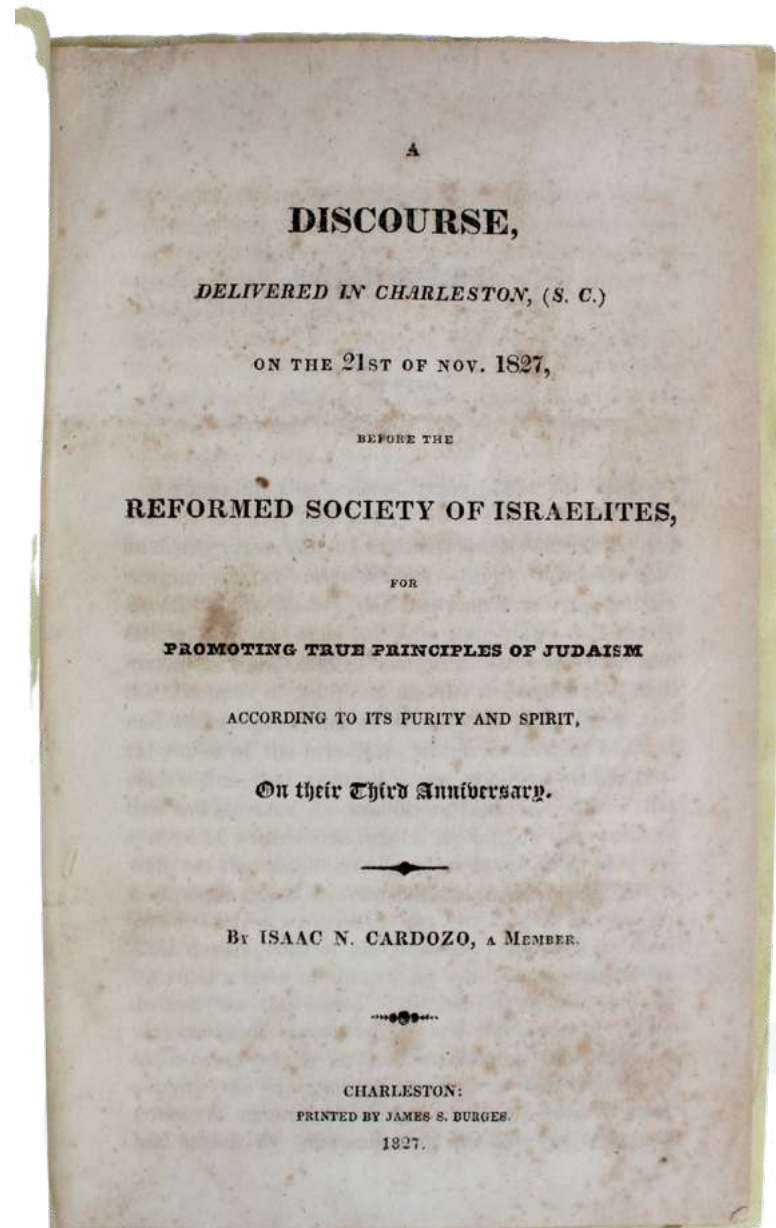 A
DISCOURSE,
DELIVERED IN CHARLESTON, (S. C.)
ON THE 21ST OF NOV. 1827,
BEFORE THE
REFORMED SOCIETY OF ISRAELITES,
FOR
PROMOTING TRUE PRINCIPLES OF JUDAISM
ACCORDING TO ITS PURITY AND SPIRIT,
On their Third Anniversary.
BY ISAAC N. CARDOZO, A MEMBER.
CHARLESTON:
PRINTED BY JAMES S. BURGES.
1827.